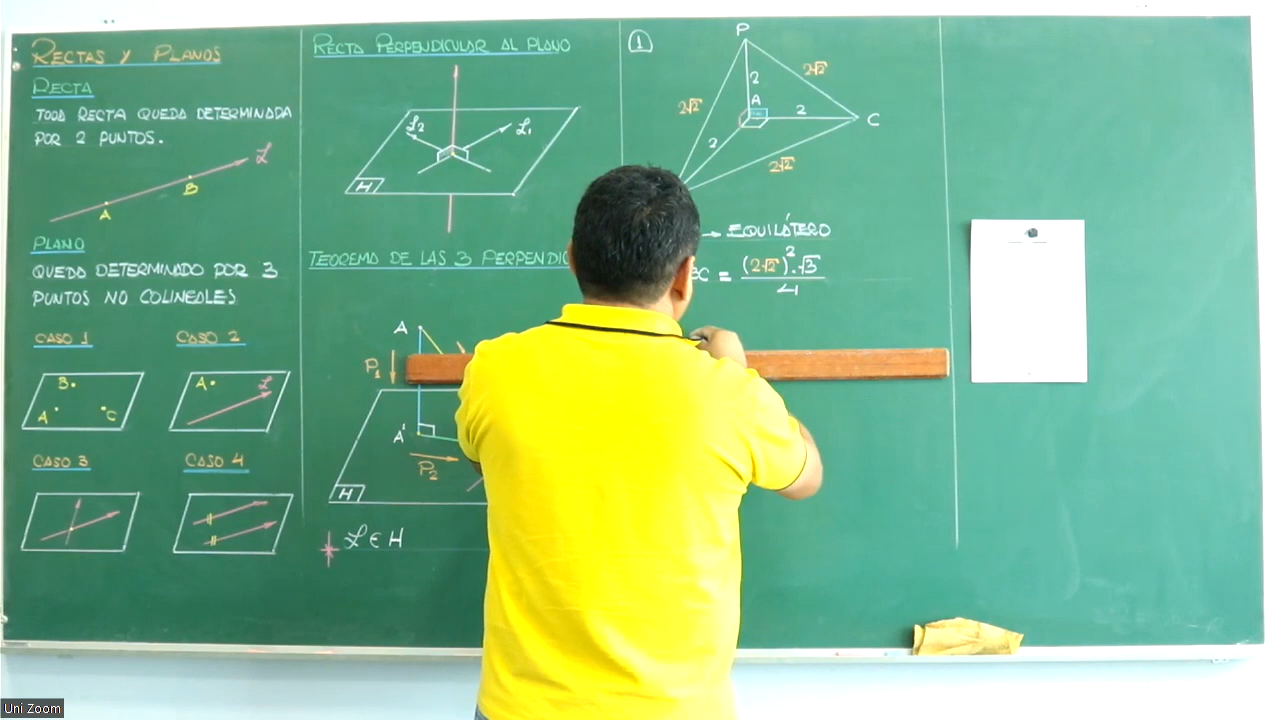 RECTAS Y PLANOS
RECTA
TODA RECTA QUEDA DETERMINADA
POR 2 PUNTOS.
A
B
ℒ
PLANO
QUEDA DETERMINADO POR 3
PUNTOS NO COLINEALES
CASO 1
B
A
C
CASO 2
A
ℒ
CASO 3
CASO 4
RECTA PERPENDICULAR AL PLANO
ℒ2
ℒ1
H
TEOREMA DE LAS 3
A
P1
A'
P2
H
ℒ ∈ H
1
P
2
A
2
2
C
2√2
2√2
2√2
→ EQUILÁTERO
= (2√2)².√3
4
Uni Zoom